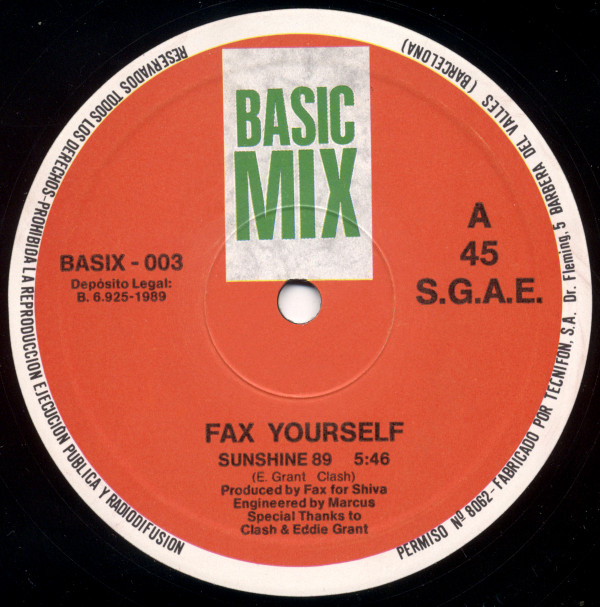 BASIC
MIX
BASIX - 003
Depósito Legal:
B. 6.925-1989
A
45
S.G.A.E.
FAX YOURSELF
SUNSHINE 89 5:46
(E. Grant Clash)
Produced by Fax for Shiva
Engineered by Marcus
Special Thanks to
Clash & Eddie Grant
RESERVADOS TODOS LOS DERECHOS-PROHIBIDA LA REPRODUCCION EJECUCION PUBLICA Y RADIODIFUSION
PERMISO Nº 8062-FABRICADO POR TECNIFON, S.A. Dr. Fleming, 5 BARBERA DEL VALLES (BARCELONA)